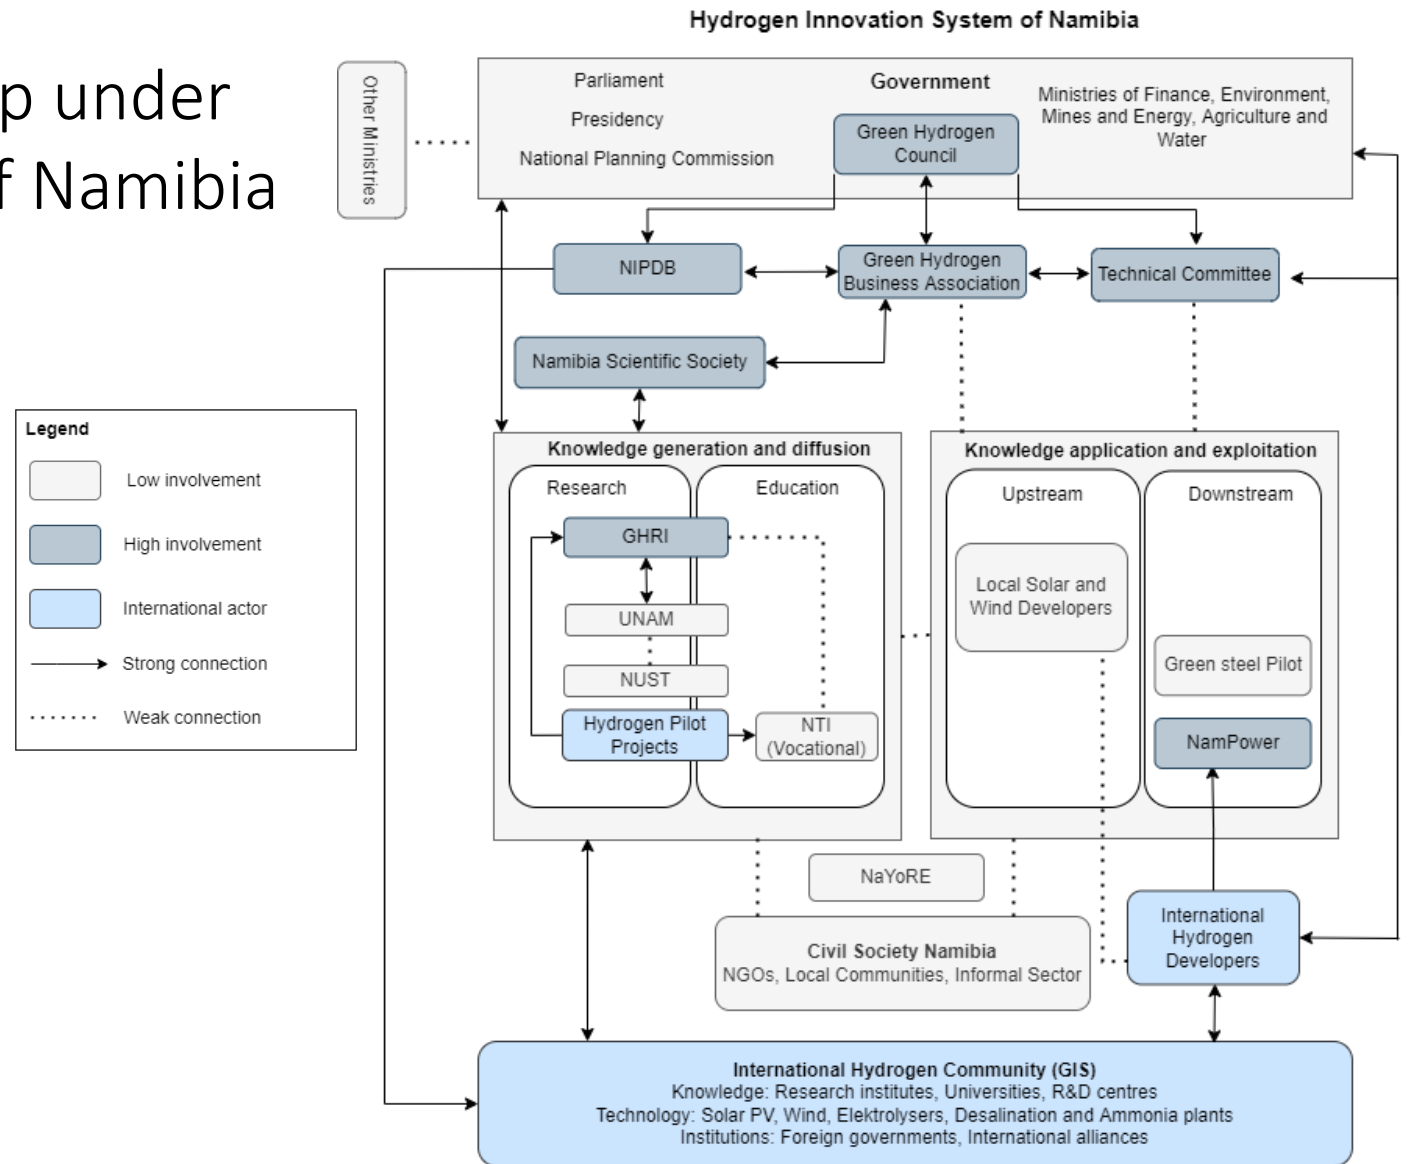 Hydrogen Innovation System of Namibia
p under
f Namibia
Other Ministries
Parliament
Presidency
National Planning Commission
Government
Green Hydrogen
Council
Ministries of Finance, Environment,
Mines and Energy, Agriculture and
Water
NIPDB
Green Hydrogen
Business Association
Technical Committee
Namibia Scientific Society
Legend
Low involvement
High involvement
International actor
Strong connection
Weak connection
Knowledge generation and diffusion
Research
Education
GHRI
UNAM
NUST
Hydrogen Pilot
Projects
NTI
(Vocational)
Knowledge application and exploitation
Upstream
Downstream
Local Solar and
Wind Developers
Green steel Pilot
NamPower
NaYoRE
Civil Society Namibia
NGOs, Local Communities, Informal Sector
International
Hydrogen
Developers
International Hydrogen Community (GIS)
Knowledge: Research institutes, Universities, R&D centres
Technology: Solar PV, Wind, Elektrolysers, Desalination and Ammonia plants
Institutions: Foreign governments, International alliances